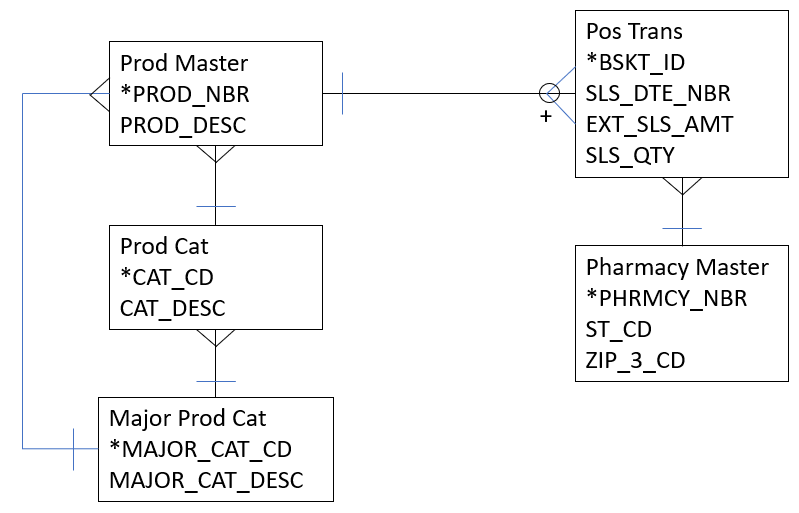 Prod Master
*PROD_NBR
PROD_DESC
Pos Trans
*BSKT_ID
SLS_DTE_NBR
EXT_SLS_AMT
SLS_QTY
+
Prod Cat
*CAT_CD
CAT_DESC
Pharmacy Master
*PHRMCY_NBR
ST_CD
ZIP_3_CD
Major Prod Cat
*MAJOR_CAT_CD
MAJOR_CAT_DESC